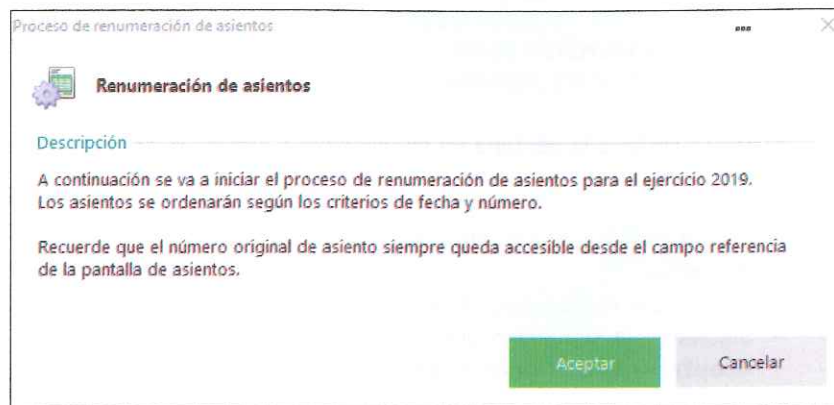 Proceso de renumeración de asientos
Renumeración de asientos
Descripción
A continuación se va a iniciar el proceso de renumeración de asientos para el ejercicio 2019.
Los asientos se ordenarán según los criterios de fecha y número.
Recuerde que el número original de asiento siempre queda accesible desde el campo referencia
de la pantalla de asientos.
Aceptar
Cancelar